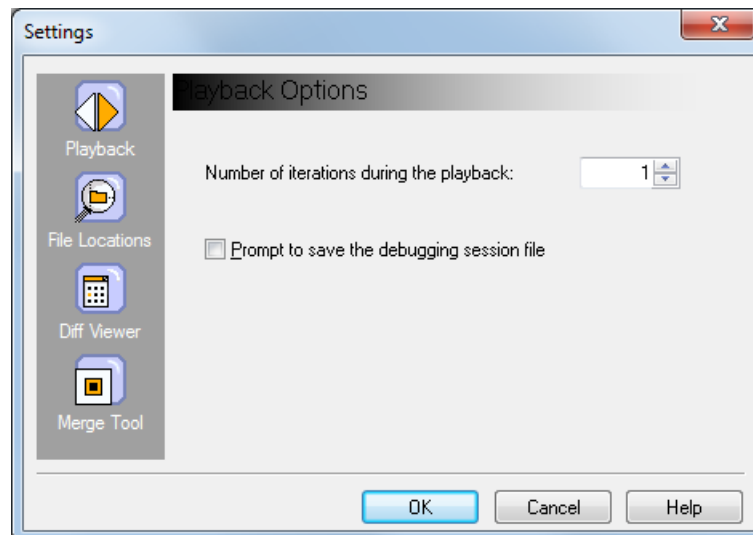 Settings
X
Playback Options
Playback
Number of iterations during the playback:
1
File Locations
Prompt to save the debugging session file
Diff Viewer
Merge Tool
OK
Cancel
Help